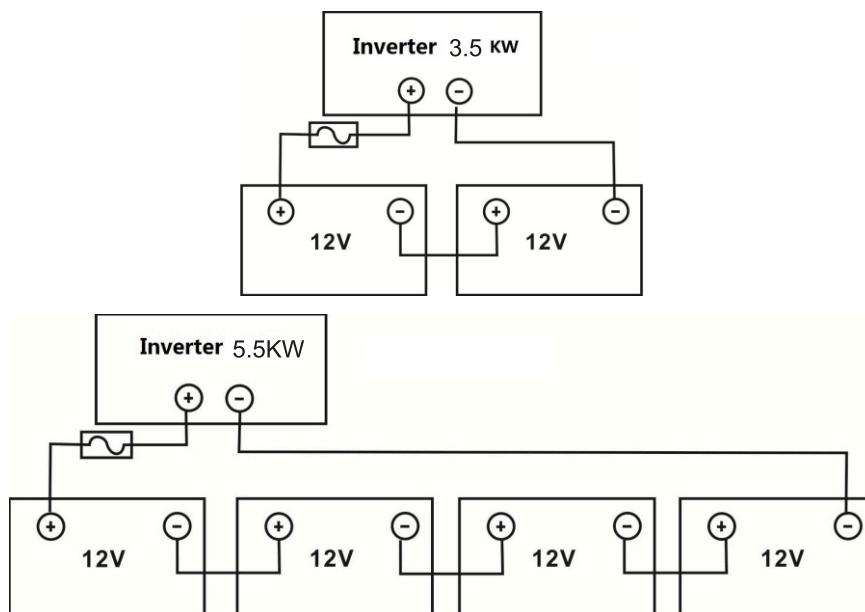 Inverter 3.5 KW
+ −
+ − + −
12V 12V
Inverter 5.5KW
+ −
+ − + − + − + −
12V 12V 12V 12V